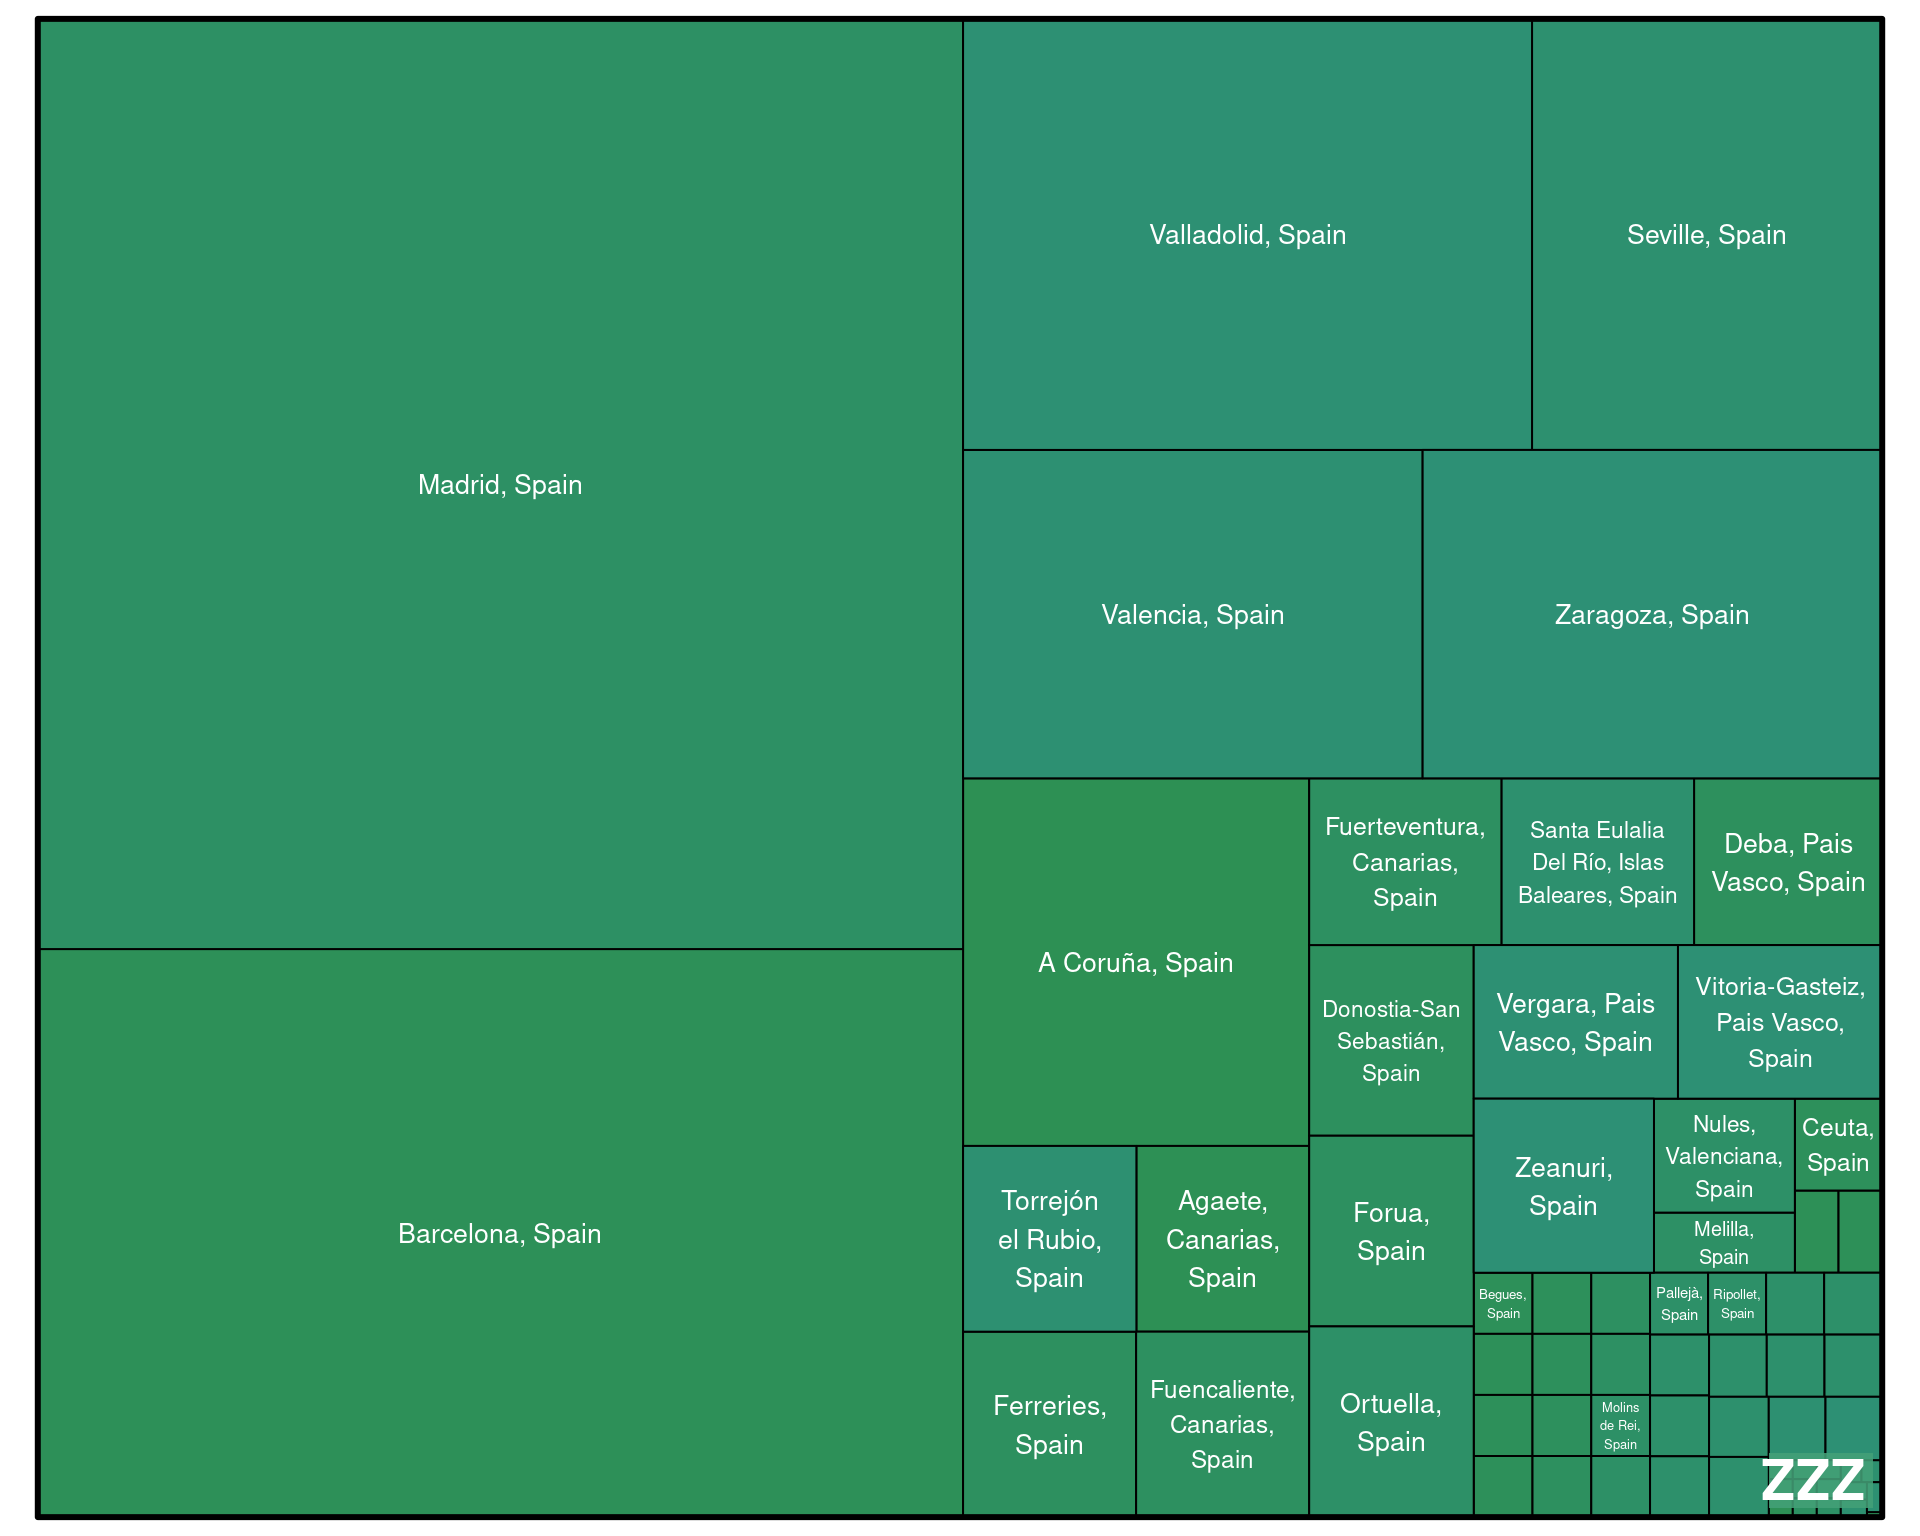 Madrid, Spain
Barcelona, Spain
Valladolid, Spain
Seville, Spain
Valencia, Spain
Zaragoza, Spain
A Coruña, Spain
Torrejón
el Rubio,
Spain
Agaete,
Canarias,
Spain
Ferreries,
Spain
Fuencaliente,
Canarias,
Spain
Fuerteventura,
Canarias,
Spain
Santa Eulalia
Del Río, Islas
Baleares, Spain
Deba, Pais
Vasco, Spain
Donostia-San
Sebastián,
Spain
Forua,
Spain
Ortuella,
Spain
Vergara, Pais
Vasco, Spain
Vitoria-Gasteiz,
Pais Vasco,
Spain
Zeanuri,
Spain
Nules,
Valenciana,
Spain
Melilla,
Spain
Ceuta,
Spain
Begues,
Spain
Pallejà,
Spain
Ripollet,
Spain
Molins
de Rei,
Spain
ZZZ